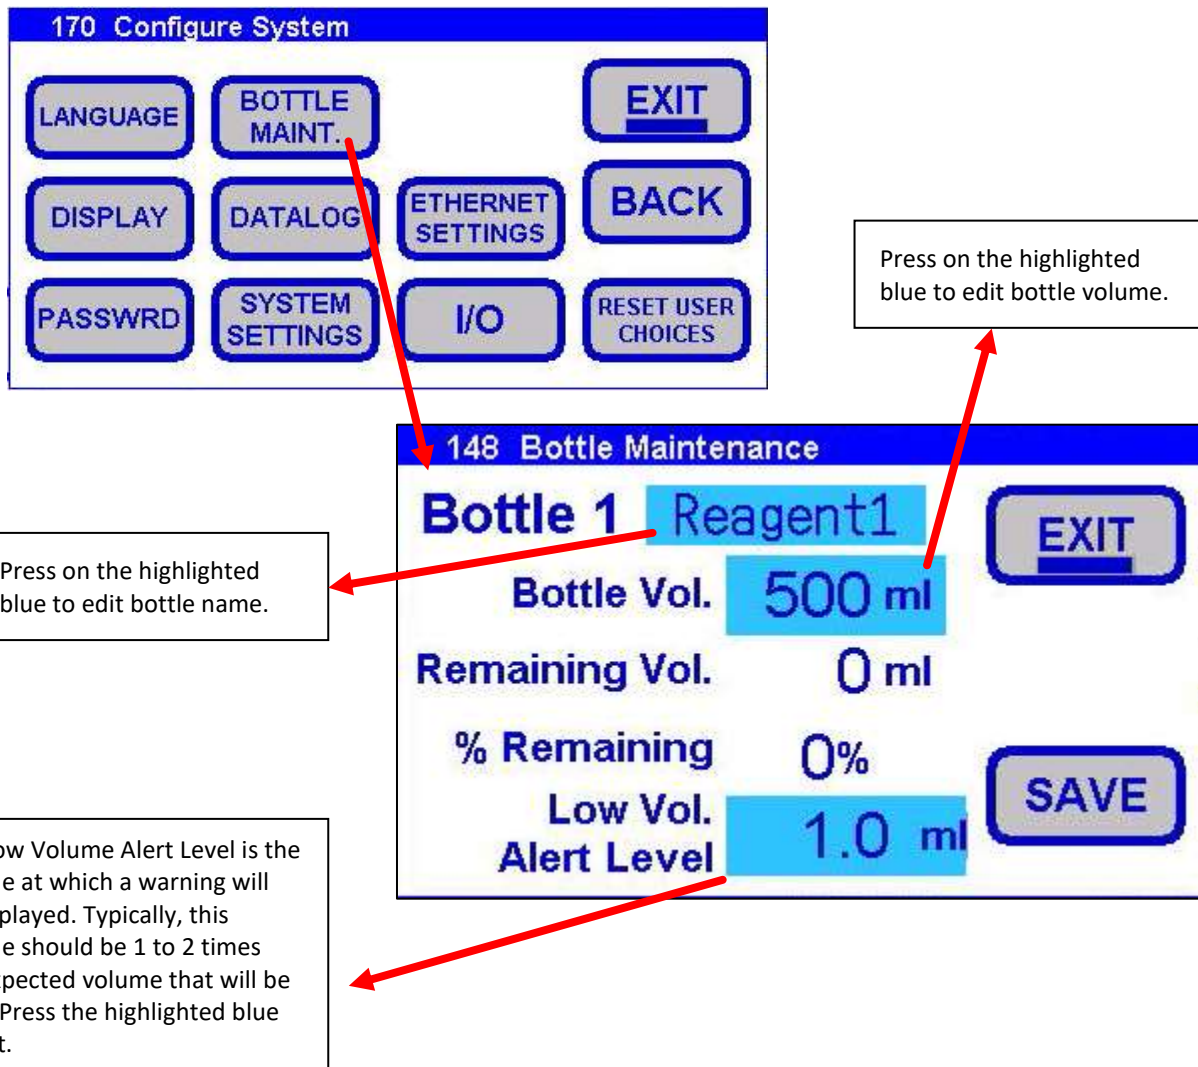 170 Configure System
LANGUAGE
BOTTLE
MAINT.
EXIT
DISPLAY
DATALOG
ETHERNET
SETTINGS
BACK
PASSWRD
SYSTEM
SETTINGS
I/O
RESET USER
CHOICES
Press on the highlighted
blue to edit bottle volume.
148 Bottle Maintenance
Bottle 1 Reagent1
EXIT
Bottle Vol. 500 ml
Press on the highlighted
blue to edit bottle name.
Remaining Vol. 0 ml
% Remaining 0%
SAVE
Low Vol.
Alert Level 1.0 ml
Volume Alert Level is the
at which a warning will
Typically, this
should be 1 to 2 times
volume that will be
Press the highlighted blue